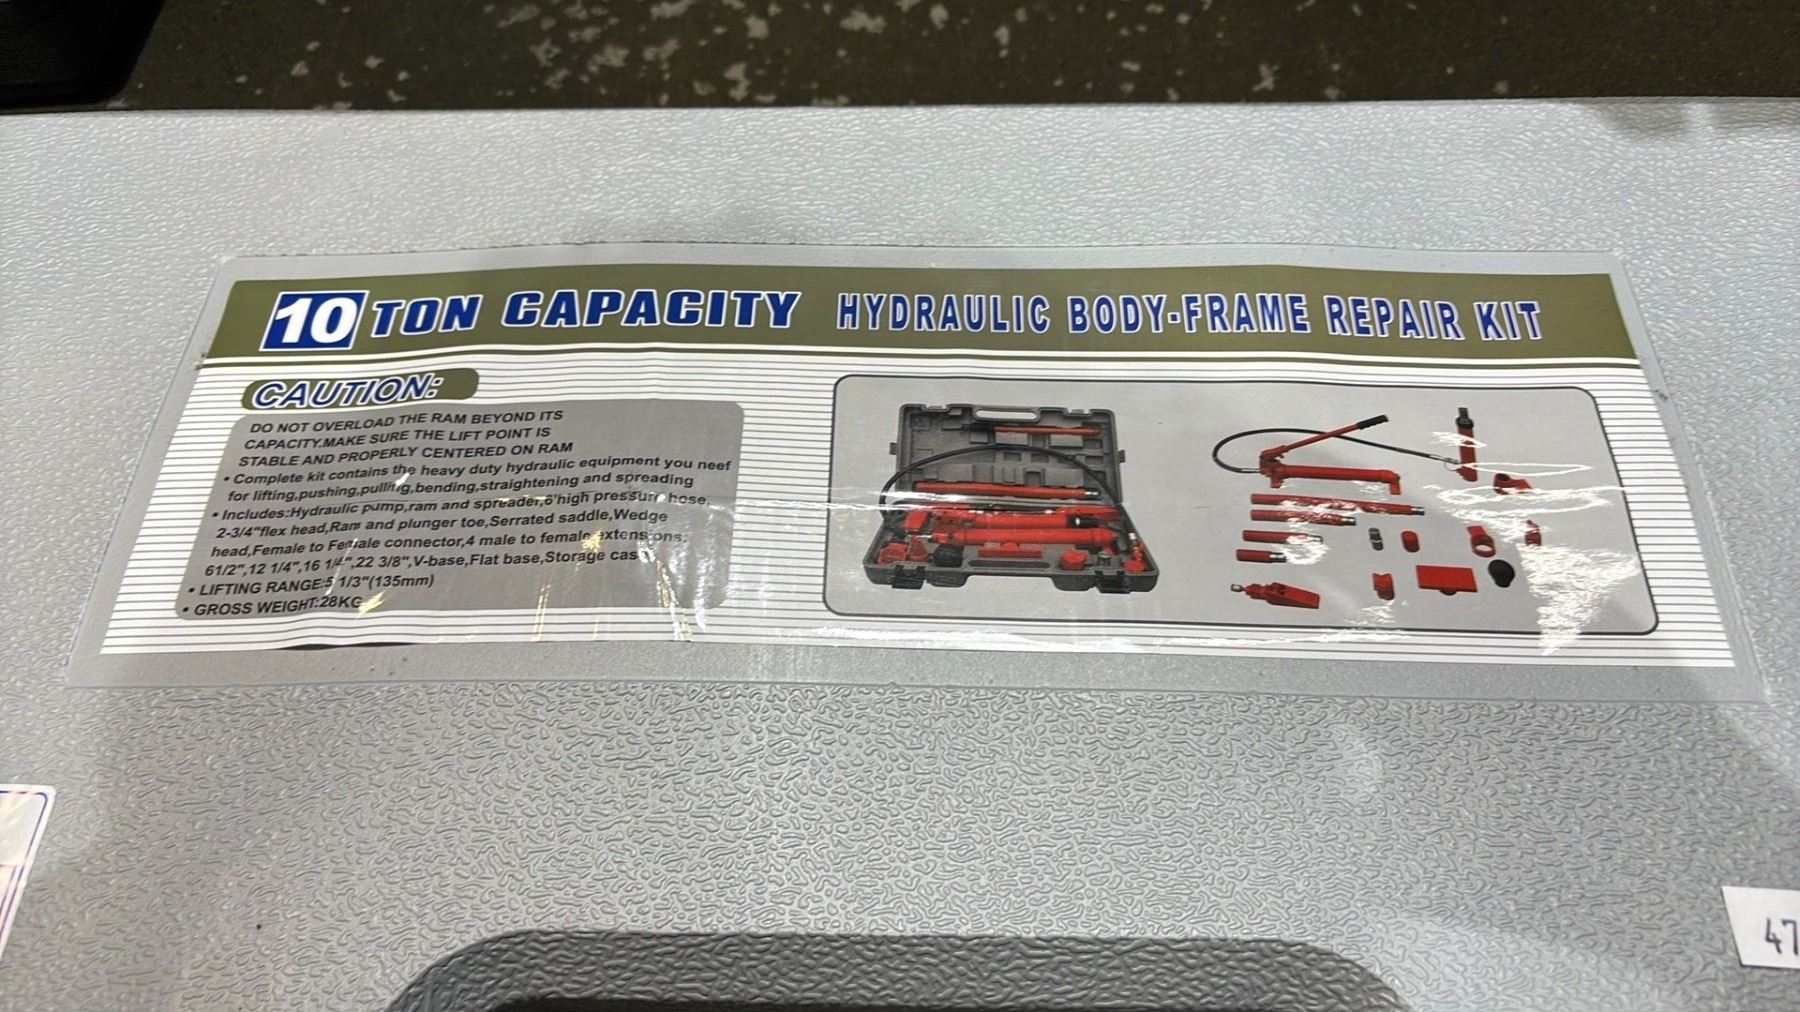 10 TON CAPACITY HYDRAULIC BODY-FRAME REPAIR KIT
CAUTION:
DO NOT OVERLOAD THE RAM BEYOND ITS
CAPACITY.MAKE SURE THE LIFT POINT IS
STABLE AND PROPERLY CENTERED ON RAM
• Complete kit contains the heavy duty hydraulic equipment you neef
for lifting,pushing,pulling,bending,straightening and spreading
• Includes:Hydraulic pump,ram and spreader,6'high pressure hose,
2-3/4"flex head,Ram and plunger toe,Serrated saddle,Wedge
head,Female to Female connector,4 male to female extensions:
61/2",12 1/4",16 1/4",22 3/8",V-base,Flat base,Storage case
• LIFTING RANGE:5 1/3"(135mm)
• GROSS WEIGHT:28KG
47